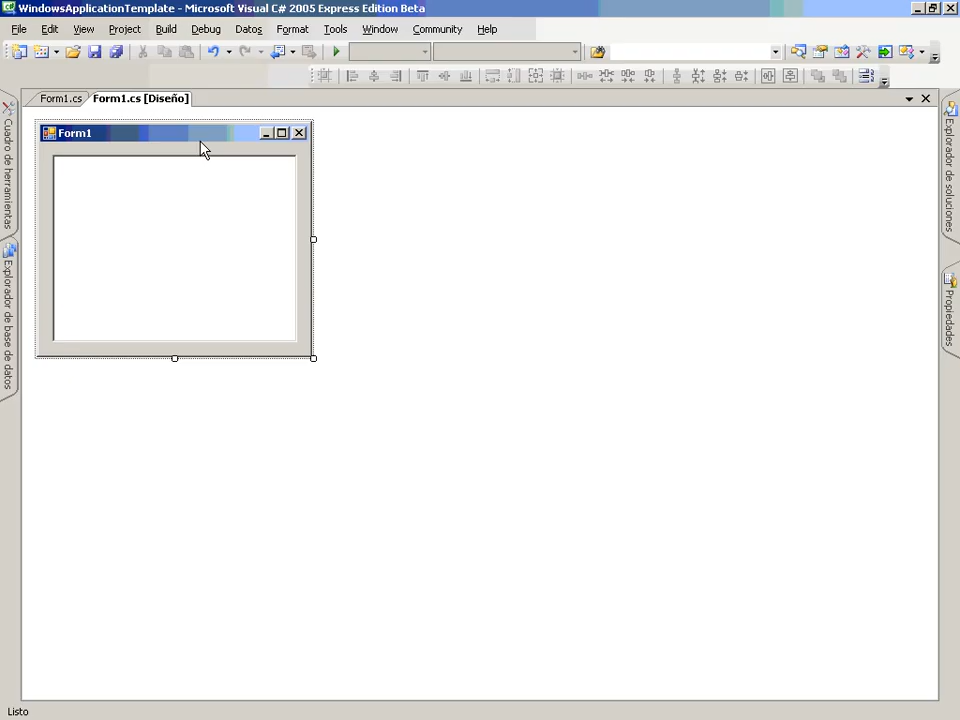 WindowsApplicationTemplate - Microsoft Visual C# 2005 Express Edition Beta
File Edit View Project Build Debug Datos Format Tools Window Community Help
Form1.cs Form1.cs [Diseño]
Form1
Cuadro de herramientas
Explorador de base de datos
Explorador de soluciones
Propiedades
Listo